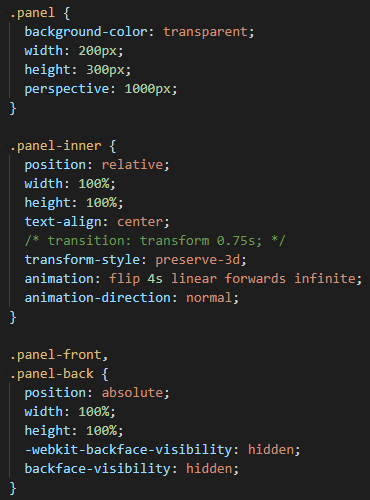 .panel {
  background-color: transparent;
  width: 200px;
  height: 300px;
  perspective: 1000px;
}

.panel-inner {
  position: relative;
  width: 100%;
  height: 100%;
  text-align: center;
  /* transition: transform 0.75s; */
  transform-style: preserve-3d;
  animation: flip 4s linear forwards infinite;
  animation-direction: normal;
}

.panel-front,
.panel-back {
  position: absolute;
  width: 100%;
  height: 100%;
  -webkit-backface-visibility: hidden;
  backface-visibility: hidden;
}